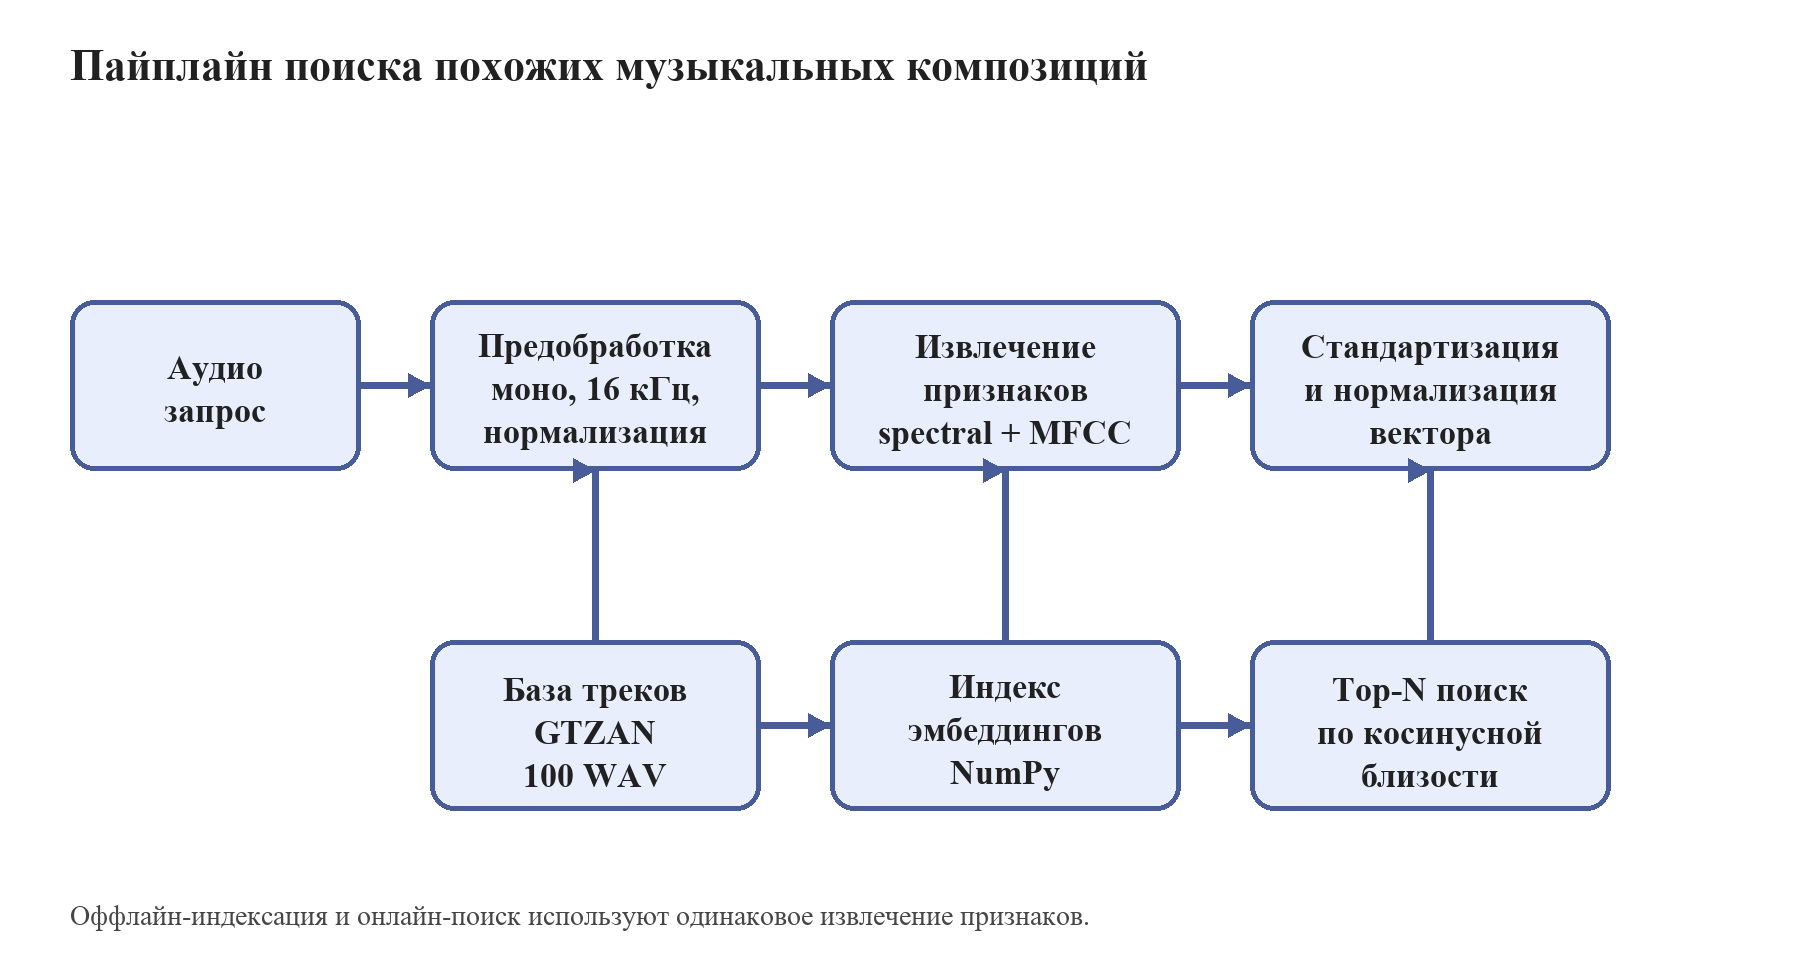 Пайплайн поиска похожих музыкальных композиций
Аудио
запрос
Предобработка
моно, 16 кГц,
нормализация
Извлечение
признаков
spectral + MFCC
Стандартизация
и нормализация
вектора
База треков
GTZAN
100 WAV
Индекс
эмбеддингов
NumPy
Top-N поиск
по косинусной
близости
Оффлайн-индексация и онлайн-поиск используют одинаковое извлечение признаков.